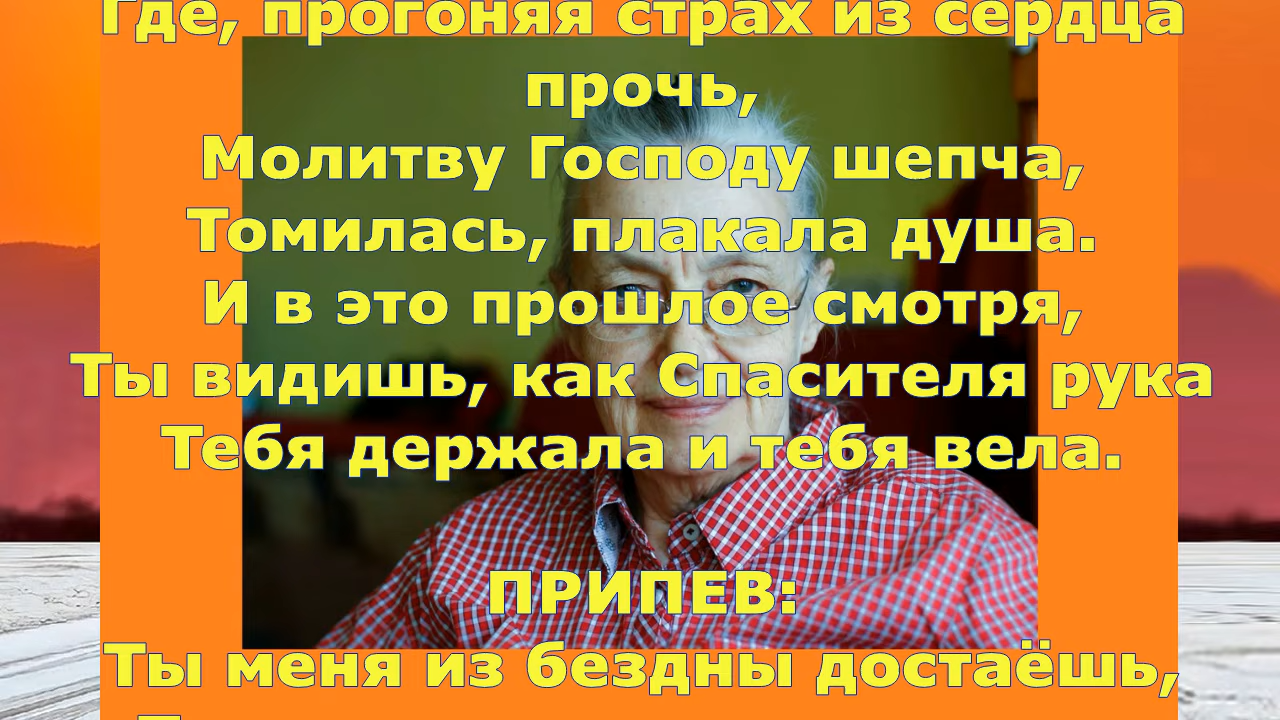 Где, прогоняя страх из сердца
прочь,
Молитву Господу шепча,
Томилась, плакала душа.
И в это прошлое смотря,
Ты видишь, как Спасителя рука
Тебя держала и тебя вела.
ПРИПЕВ:
Ты меня из бездны достаёшь,